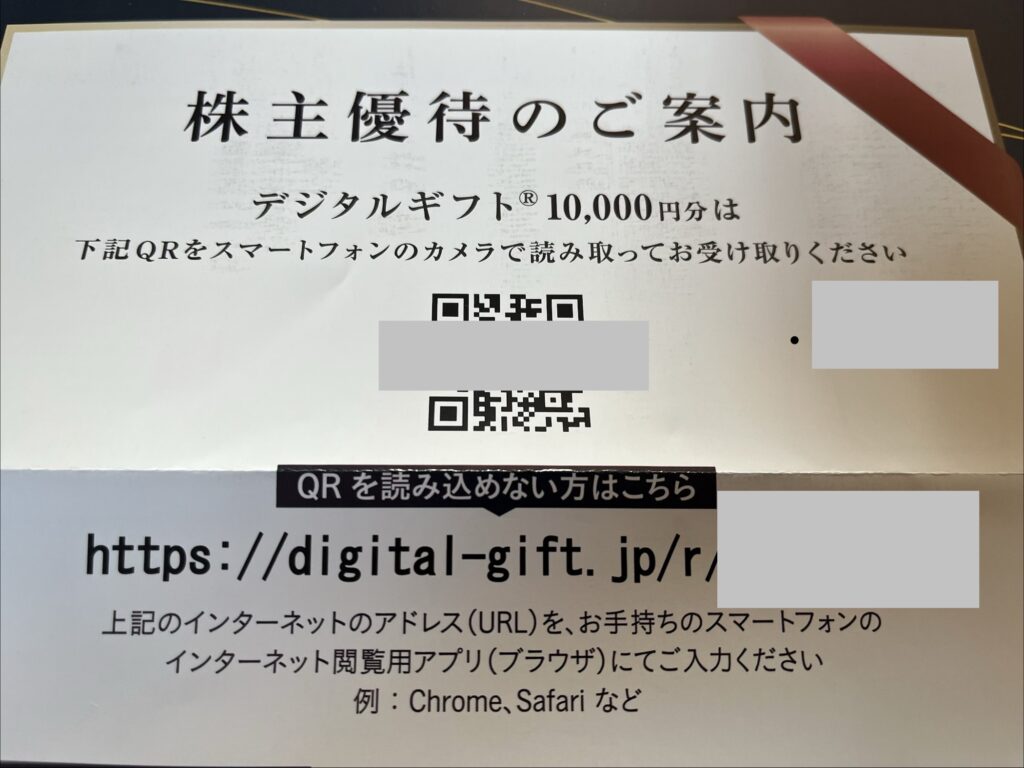 株主優待のご案内
デジタルギフト® 10,000円分は
下記QRをスマートフォンのカメラで読み取ってお受け取りください
QRを読み込めない方はこちら
https://digital-gift.jp/r/
上記のインターネットのアドレス(URL)を、お手持ちのスマートフォンの
インターネット閲覧用アプリ(ブラウザ)にてご入力ください
例：Chrome、Safari など